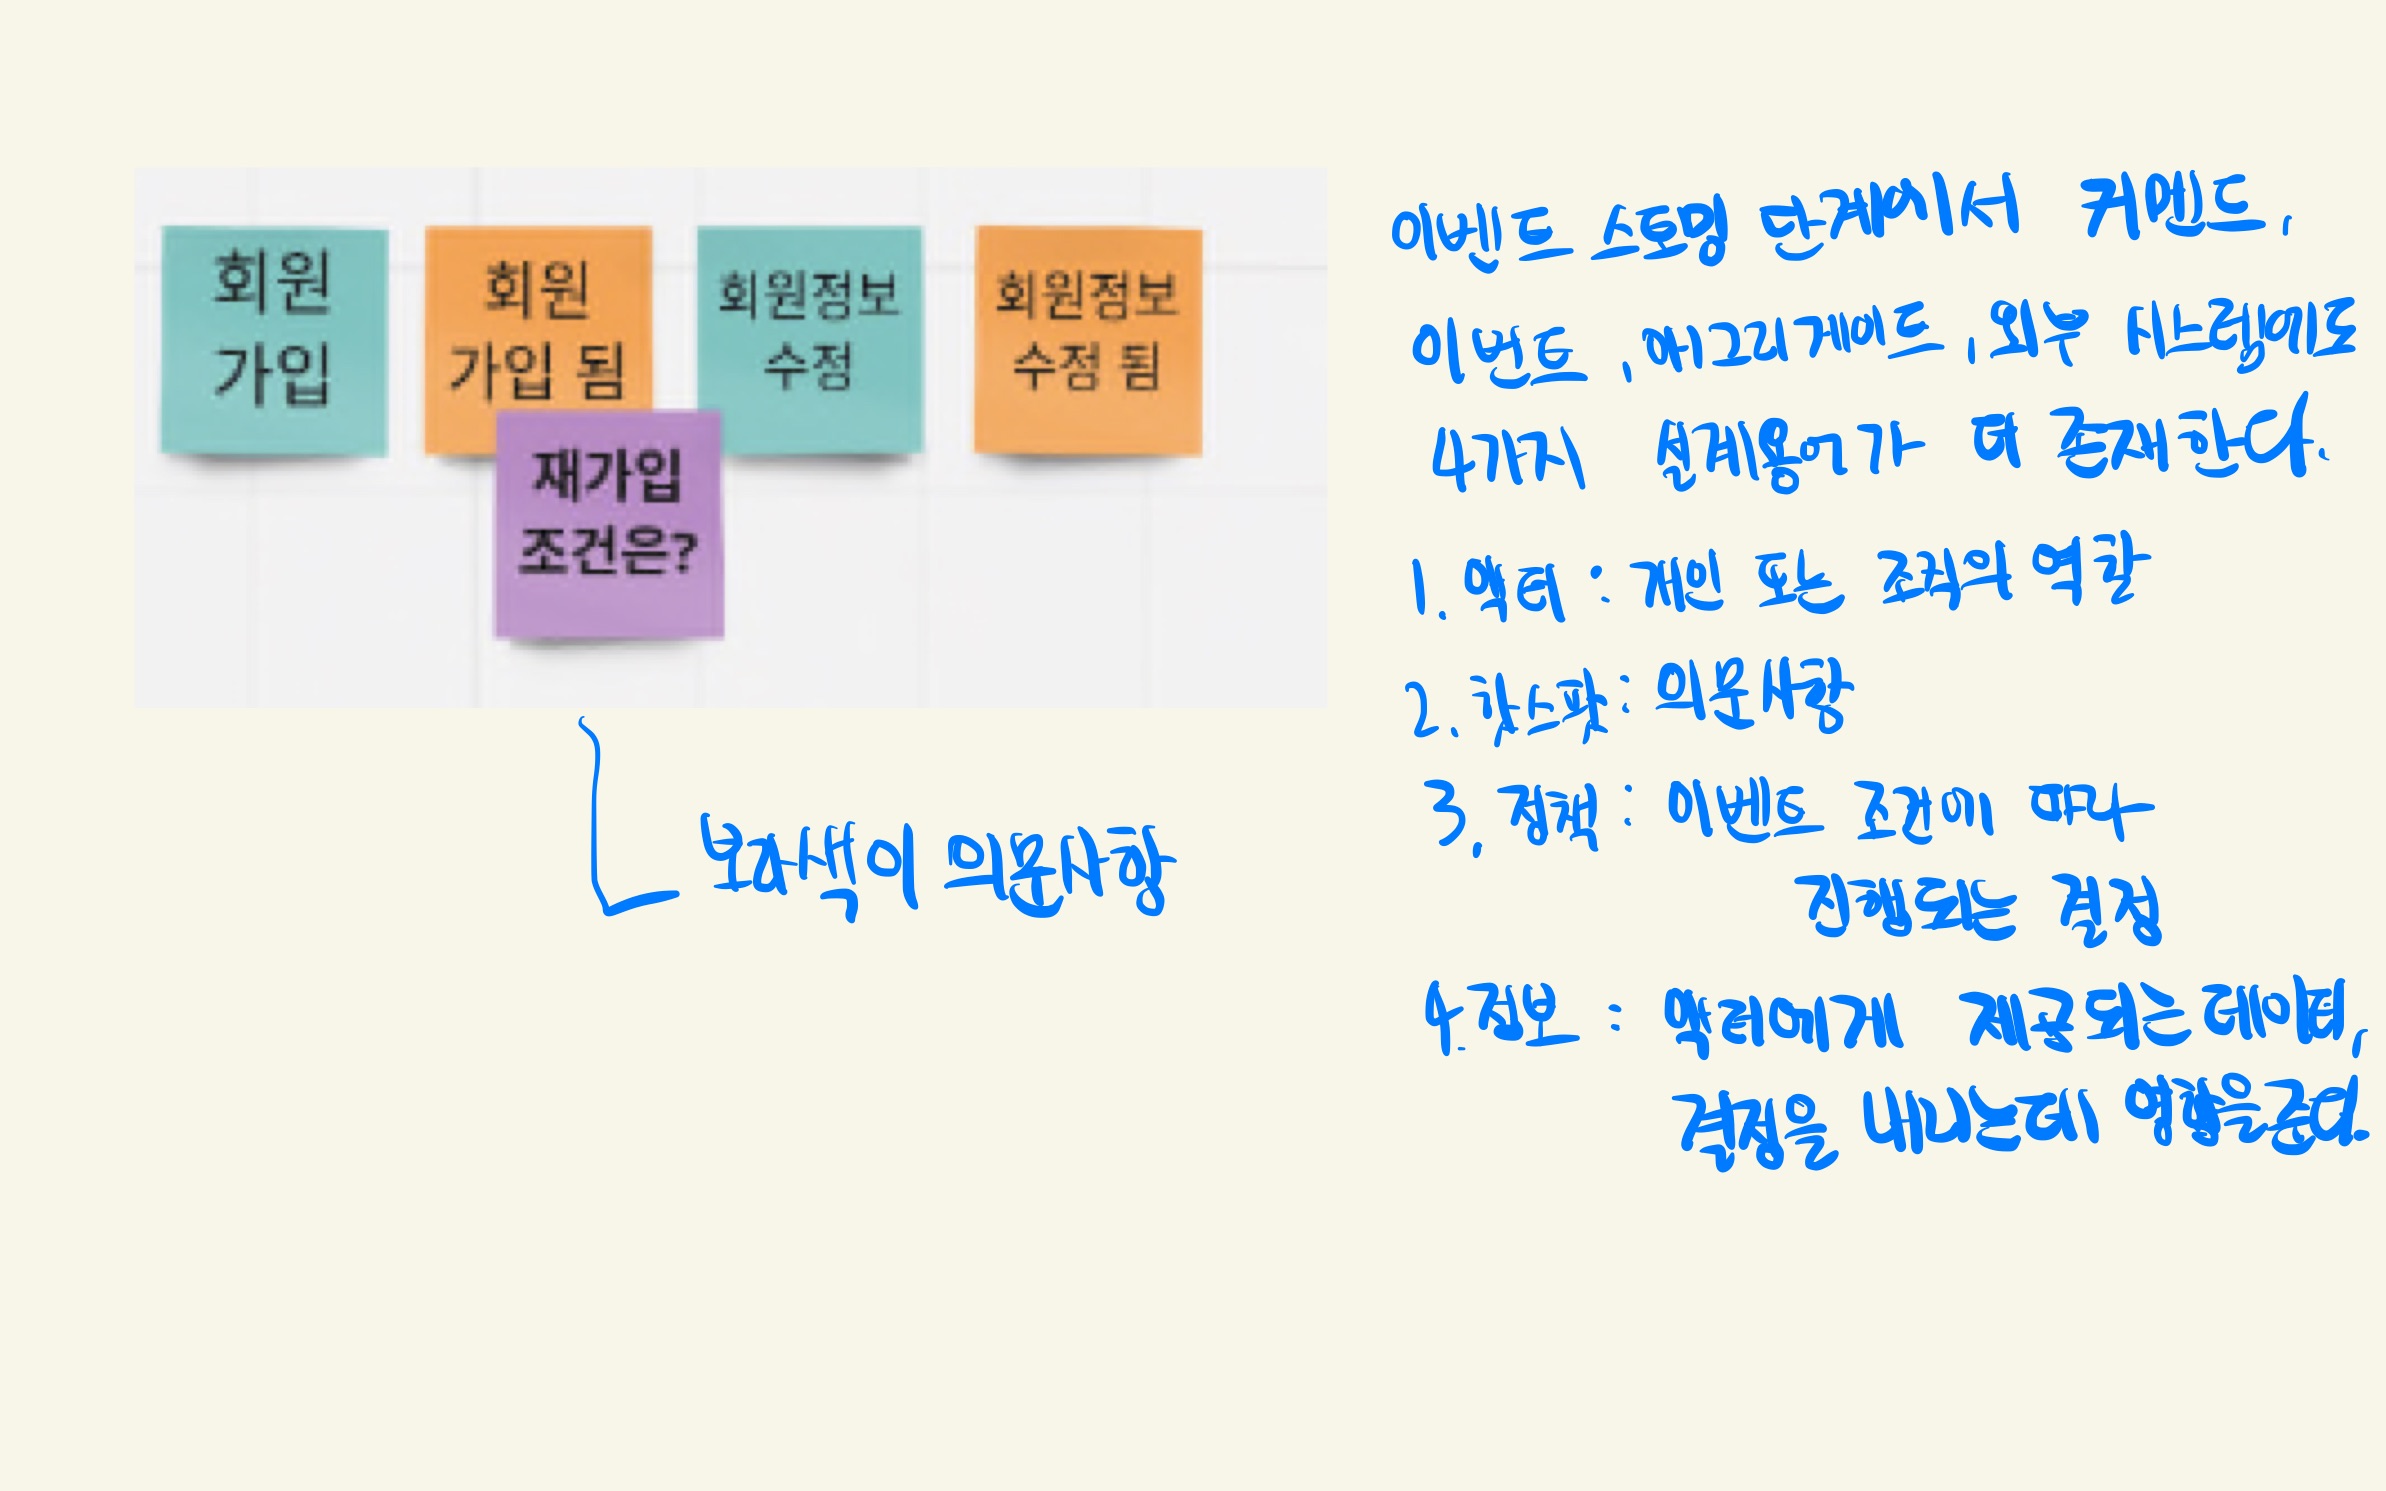 회원
가입
회원
가입 됨
회원정보
수정
회원정보
수정 됨
재가입
조건은?
보라색이 의문사항
이벤트 스토밍 단계에서 커멘드,
이벤트, 애그리게이트, 외부 시스템에도
4가지 설계용어가 더 존재한다.
1. 액터 : 개인 또는 조직의 역할
2. 핫스팟 : 의문사항
3. 정책 : 이벤트 조건에 따라
진행되는 결정
4. 정보 : 액터에게 제공되는 데이터,
결정을 내리는데 영향을 준다.